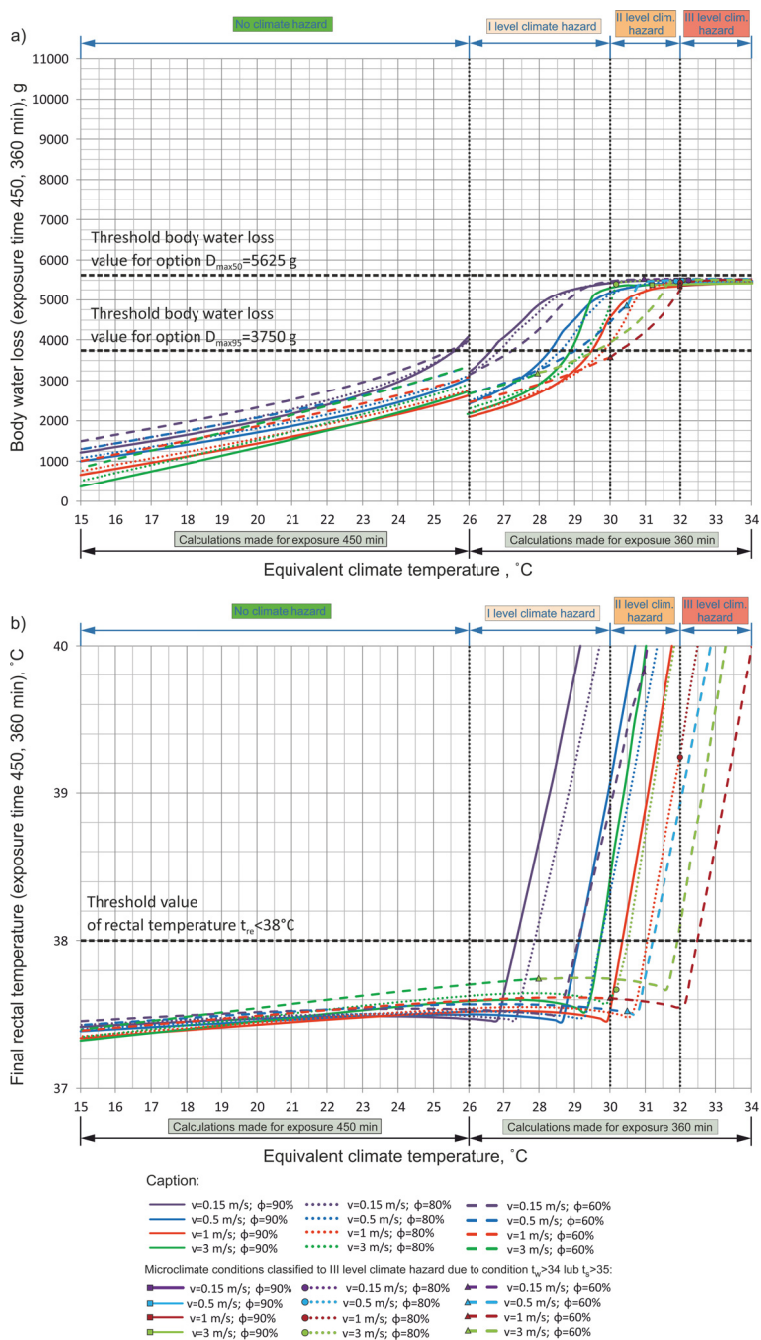 a)
No climate hazard
I level climate hazard
II level clim. hazard
III level clim. hazard
Body water loss (exposure time 450, 360 min), g
11000
10000
9000
8000
7000
6000
5000
4000
3000
2000
1000
0
Threshold body water loss
value for option Dmax50=5625 g
Threshold body water loss
value for option Dmax95=3750 g
15 16 17 18 19 20 21 22 23 24 25 26 27 28 29 30 31 32 33 34
Calculations made for exposure 450 min
Calculations made for exposure 360 min
Equivalent climate temperature , ˚C
b)
No climate hazard
I level climate hazard
II level clim. hazard
III level clim. hazard
Final rectal temperature (exposure time 450, 360 min), ˚C
40
39
38
37
Threshold value
of rectal temperature tre<38°C
15 16 17 18 19 20 21 22 23 24 25 26 27 28 29 30 31 32 33 34
Calculations made for exposure 450 min
Calculations made for exposure 360 min
Equivalent climate temperature, ˚C
Caption:
v=0.15 m/s; ϕ=90% v=0.15 m/s; ϕ=80% v=0.15 m/s; ϕ=60%
v=0.5 m/s; ϕ=90% v=0.5 m/s; ϕ=80% v=0.5 m/s; ϕ=60%
v=1 m/s; ϕ=90% v=1 m/s; ϕ=80% v=1 m/s; ϕ=60%
v=3 m/s; ϕ=90% v=3 m/s; ϕ=80% v=3 m/s; ϕ=60%
Microclimate conditions classified to III level climate hazard due to condition tw>34 lub ts>35:
v=0.15 m/s; ϕ=90% v=0.15 m/s; ϕ=80% v=0.15 m/s; ϕ=60%
v=0.5 m/s; ϕ=90% v=0.5 m/s; ϕ=80% v=0.5 m/s; ϕ=60%
v=1 m/s; ϕ=90% v=1 m/s; ϕ=80% v=1 m/s; ϕ=60%
v=3 m/s; ϕ=90% v=3 m/s; ϕ=80% v=3 m/s; ϕ=60%